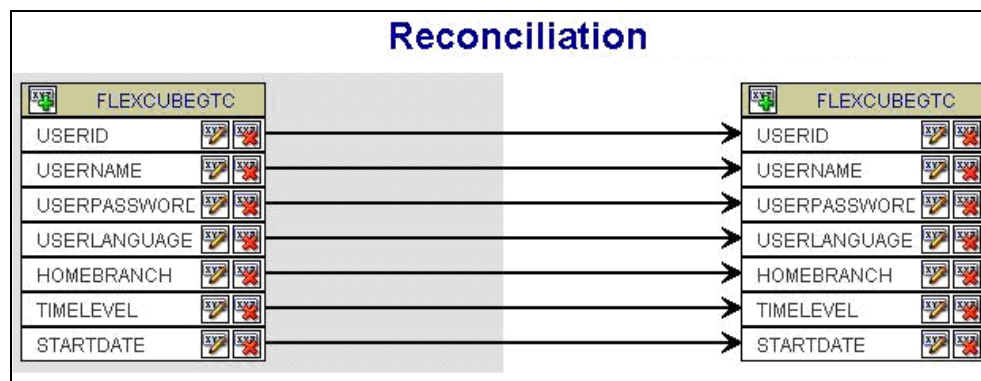 Reconciliation
FLEXCUBEGTC FLEXCUBEGTC
USERID USERID
USERNAME USERNAME
USERPASSWORD USERPASSWORD
USERLANGUAGE USERLANGUAGE
HOMEBRANCH HOMEBRANCH
TIMELEVEL TIMELEVEL
STARTDATE STARTDATE